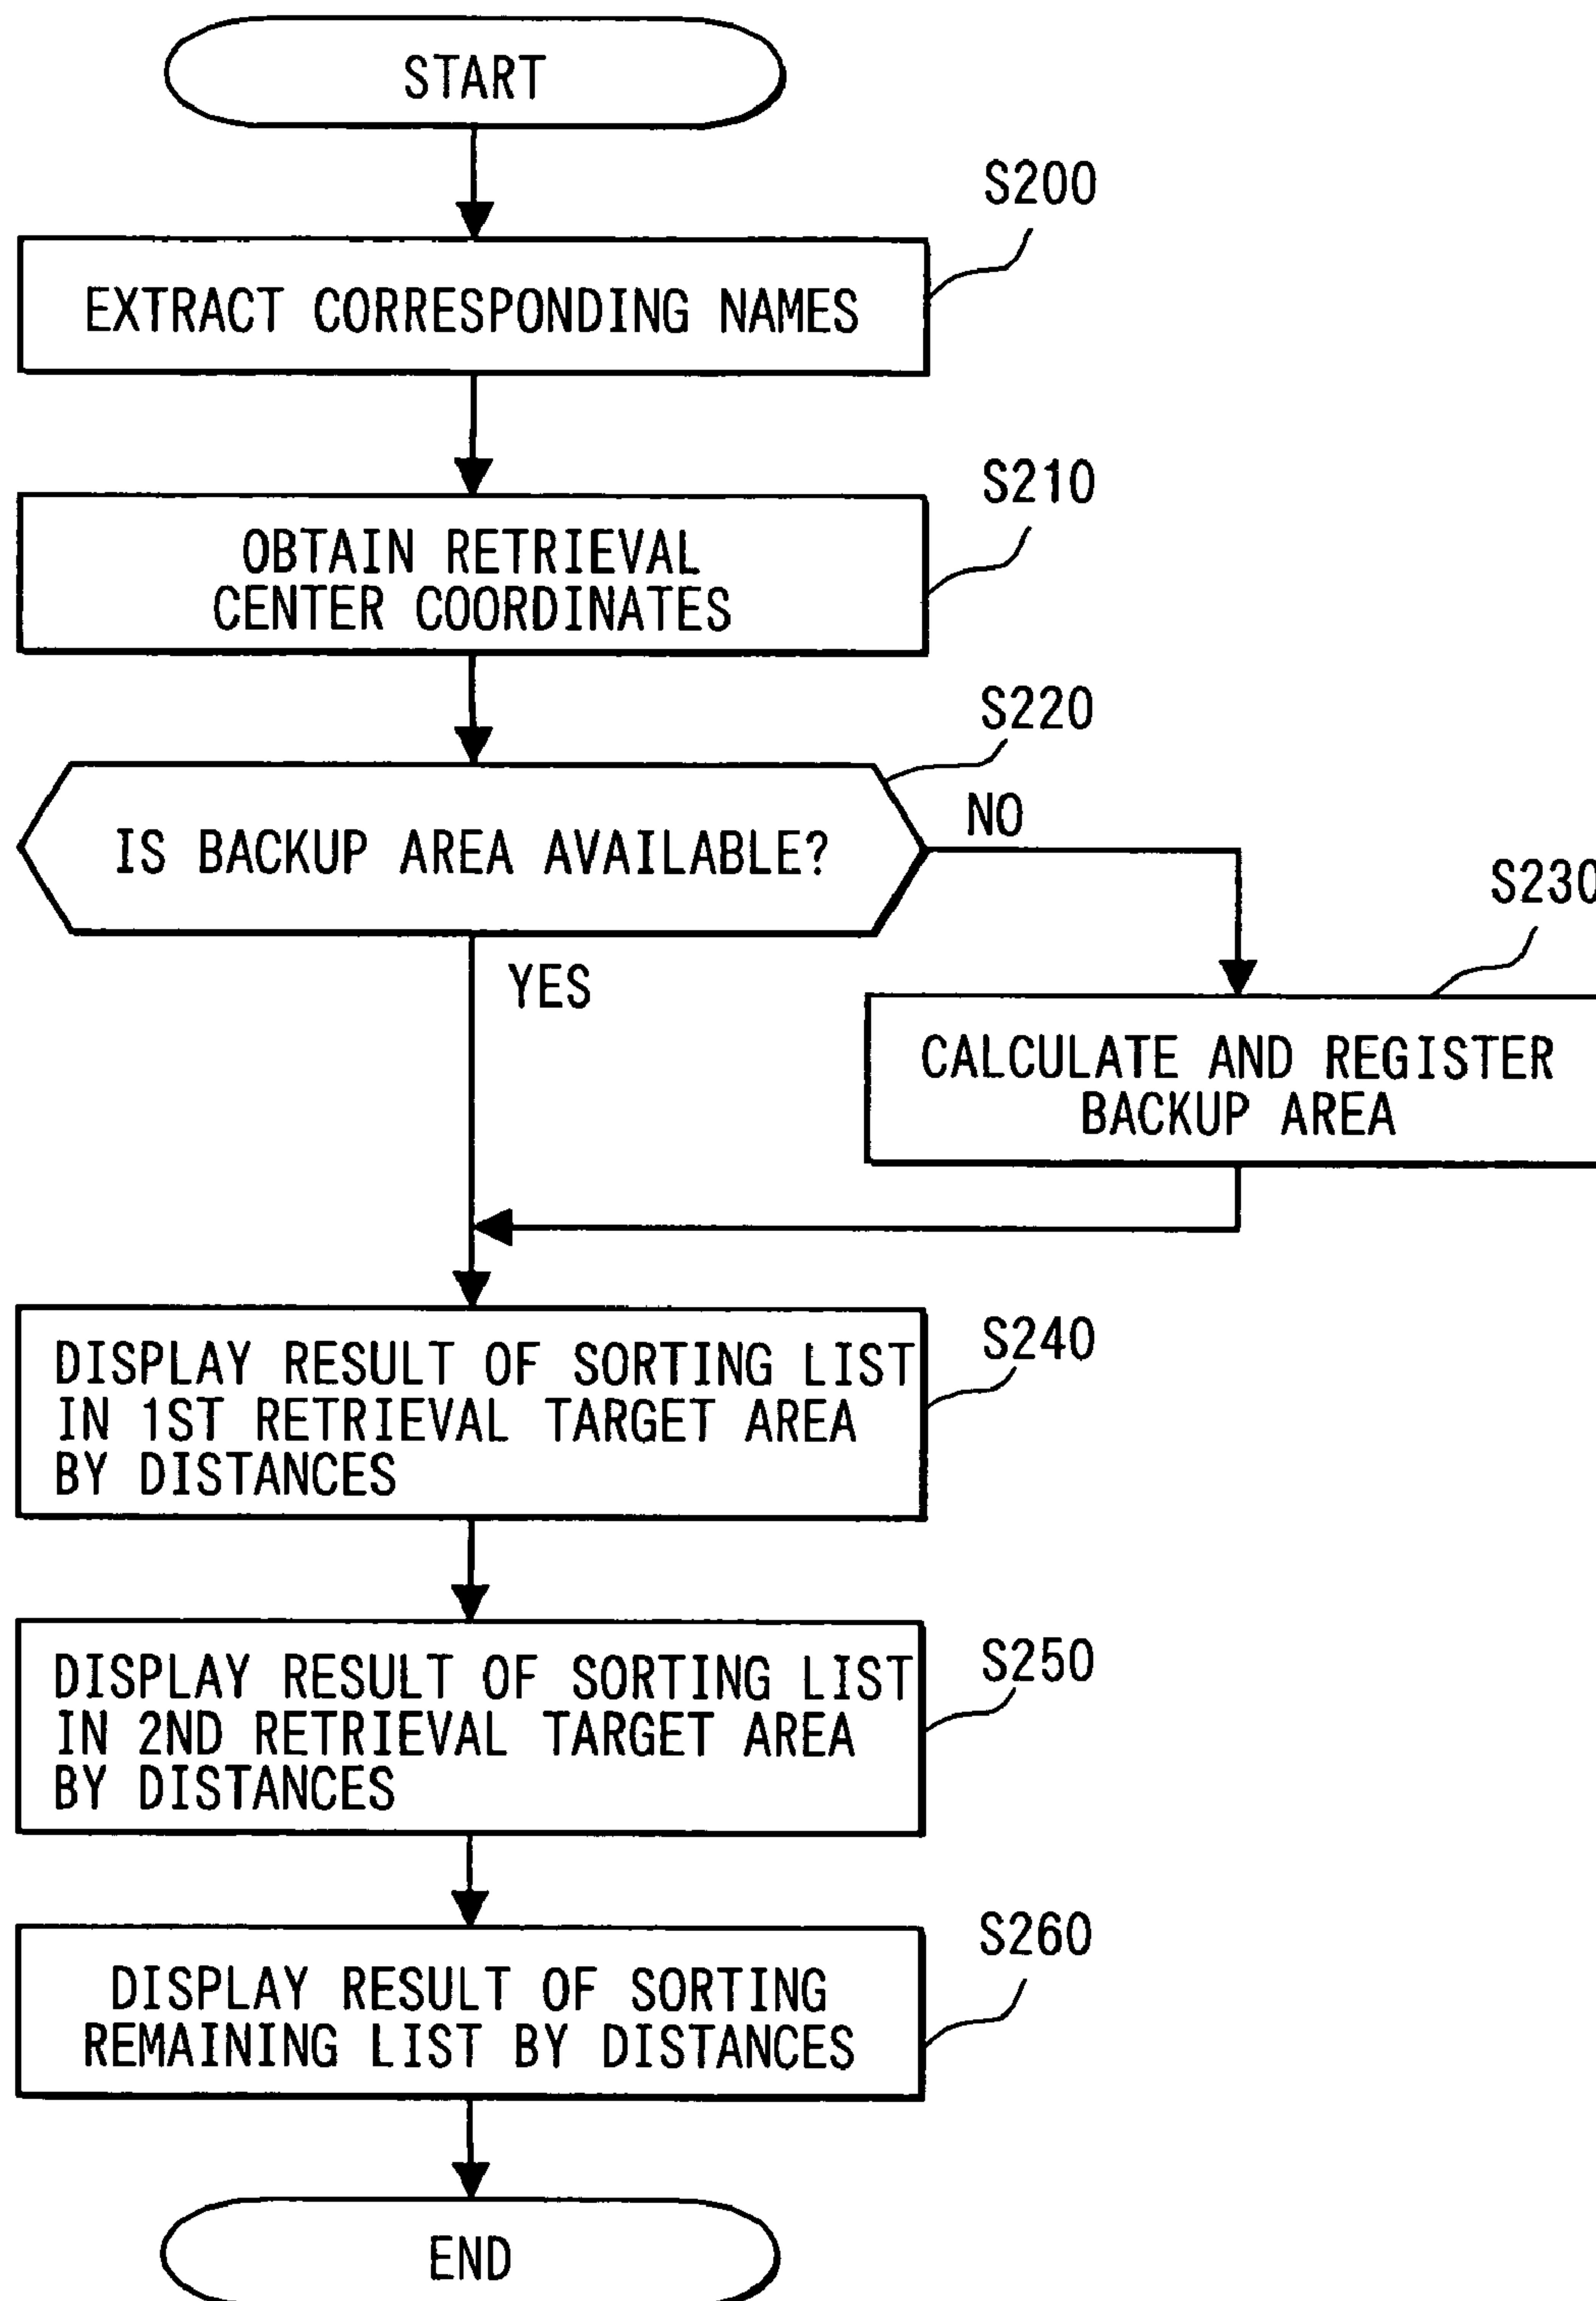 START
S200
EXTRACT CORRESPONDING NAMES
S210
OBTAIN RETRIEVAL
CENTER COORDINATES
S220
IS BACKUP AREA AVAILABLE?
NO
S230
YES
CALCULATE AND REGISTER
BACKUP AREA
S240
DISPLAY RESULT OF SORTING LIST
IN 1ST RETRIEVAL TARGET AREA
BY DISTANCES
S250
DISPLAY RESULT OF SORTING LIST
IN 2ND RETRIEVAL TARGET AREA
BY DISTANCES
S260
DISPLAY RESULT OF SORTING
REMAINING LIST BY DISTANCES
END